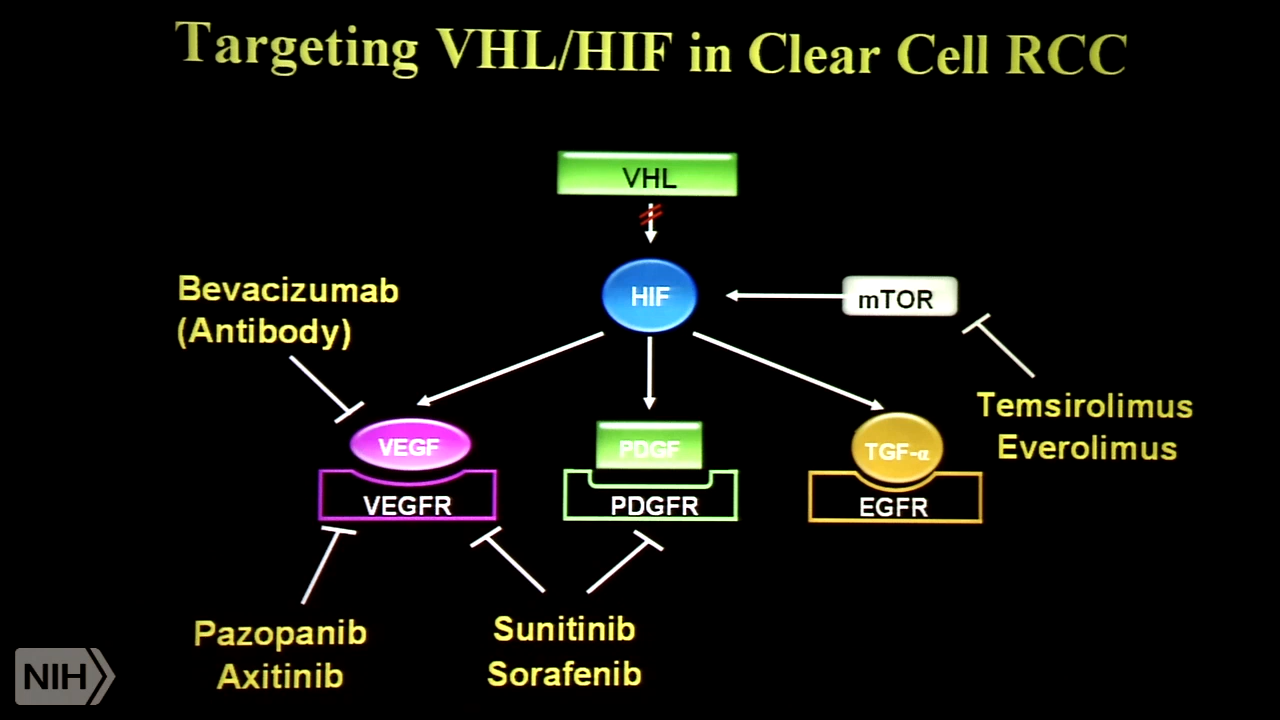 Targeting VHL/HIF in Clear Cell RCC
VHL
HIF
mTOR
Bevacizumab
(Antibody)
Temsirolimus
Everolimus
VEGF
PDGF
TGF-α
VEGFR
PDGFR
EGFR
Pazopanib
Axitinib
Sunitinib
Sorafenib
NIH